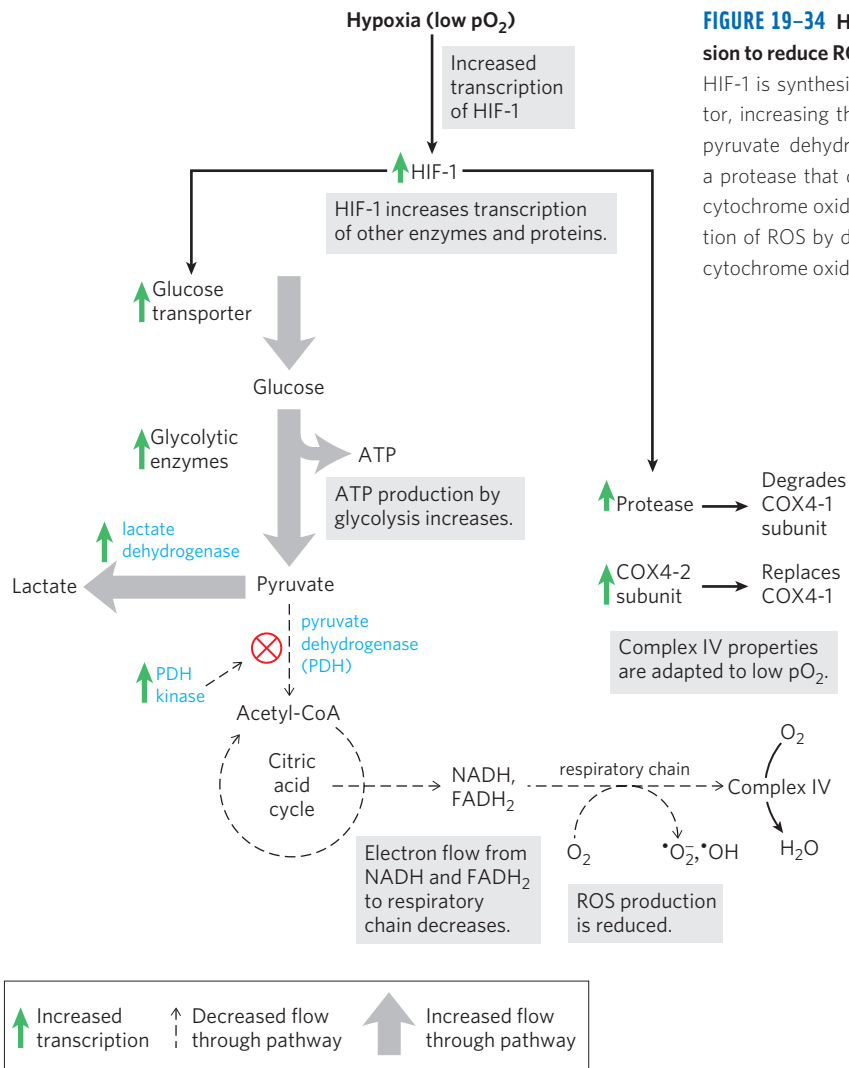 Hypoxia (low pO₂)
Increased
transcription
of HIF-1
HIF-1
HIF-1 increases transcription
of other enzymes and proteins.
Glucose
transporter
Glucose
Glycolytic
enzymes
ATP
ATP production by
glycolysis increases.
lactate
dehydrogenase
Lactate
Pyruvate
pyruvate
dehydrogenase
(PDH)
PDH
kinase
Acetyl-CoA
Citric
acid
cycle
NADH,
FADH₂
respiratory chain
Complex IV
O₂
H₂O
O₂
•O₂⁻, •OH
Electron flow from
NADH and FADH₂
to respiratory
chain decreases.
ROS production
is reduced.
Protease
Degrades
COX4-1
subunit
COX4-2
subunit
Replaces
COX4-1
Complex IV properties
are adapted to low pO₂.
Increased
transcription
Decreased flow
through pathway
Increased flow
through pathway
FIGURE 19–34 H
sion to reduce RO
HIF-1 is synthesi
tor, increasing th
pyruvate dehydr
a protease that
cytochrome oxid
tion of ROS by d
cytochrome oxid